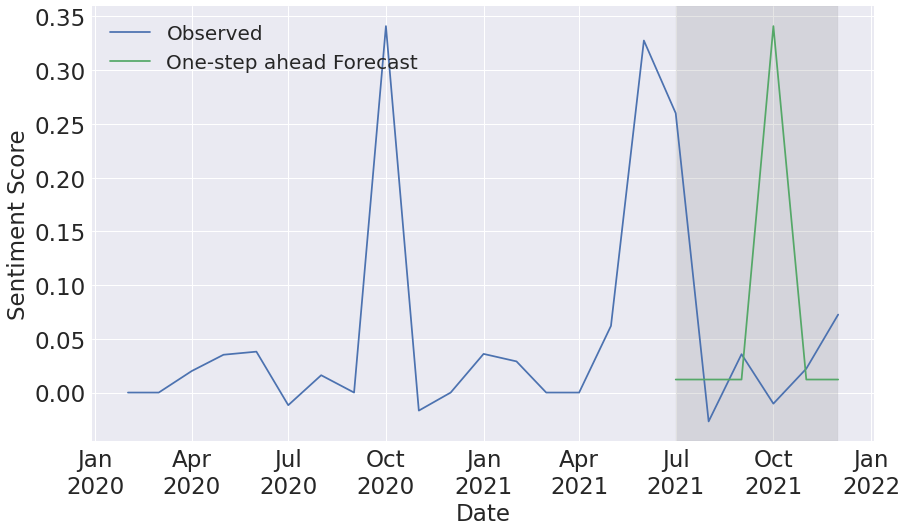 0.35
0.30
0.25
0.20
0.15
0.10
0.05
0.00
Sentiment Score
Observed
One-step ahead Forecast
Jan Apr Jul Oct Jan Apr Jul Oct Jan
2020 2020 2020 2020 2021 2021 2021 2021 2022
Date